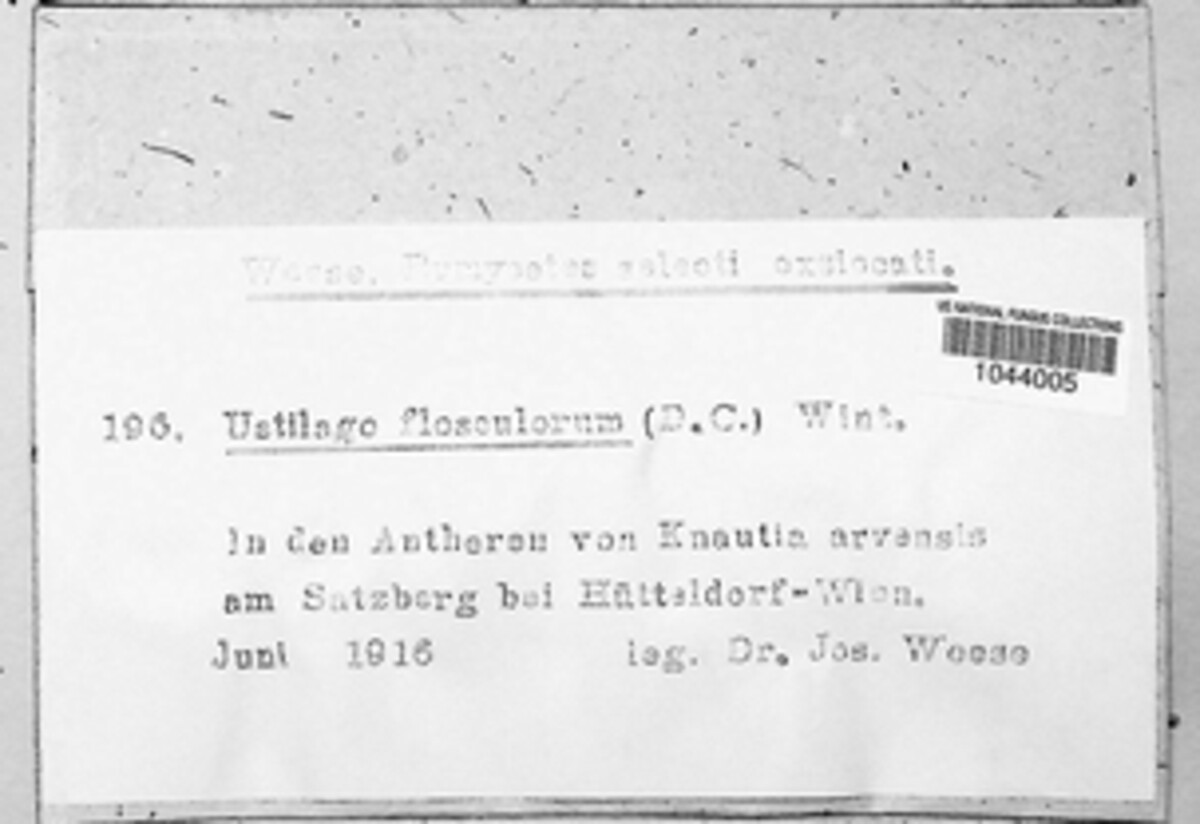 Weese, Eumycetes selecti exsiccati.
US NATIONAL FUNGUS COLLECTIONS
1044005
196. Ustilago flosculorum (D.C.) Wint.
in den Antheren von Knautia arvensis
am Satzberg bei Hütteldorf-Wien.
Juni 1916 leg. Dr. Jos. Weese